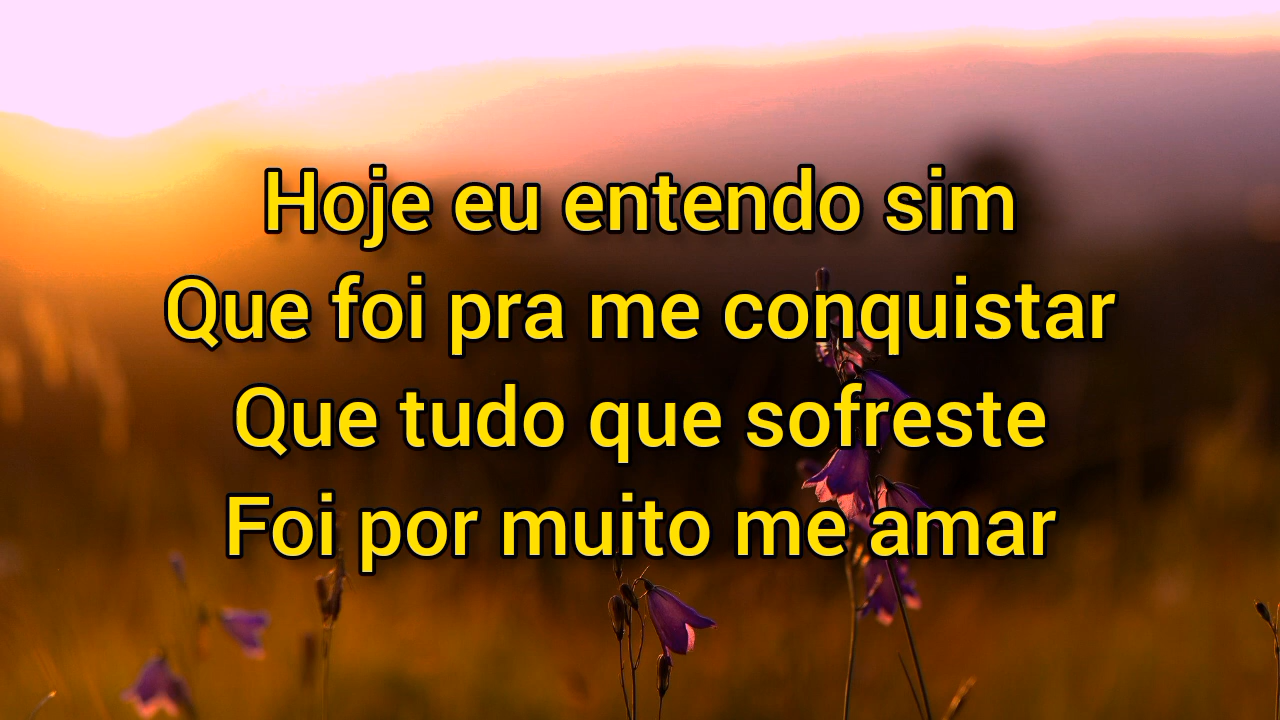 Hoje eu entendo sim
Que foi pra me conquistar
Que tudo que sofreste
Foi por muito me amar